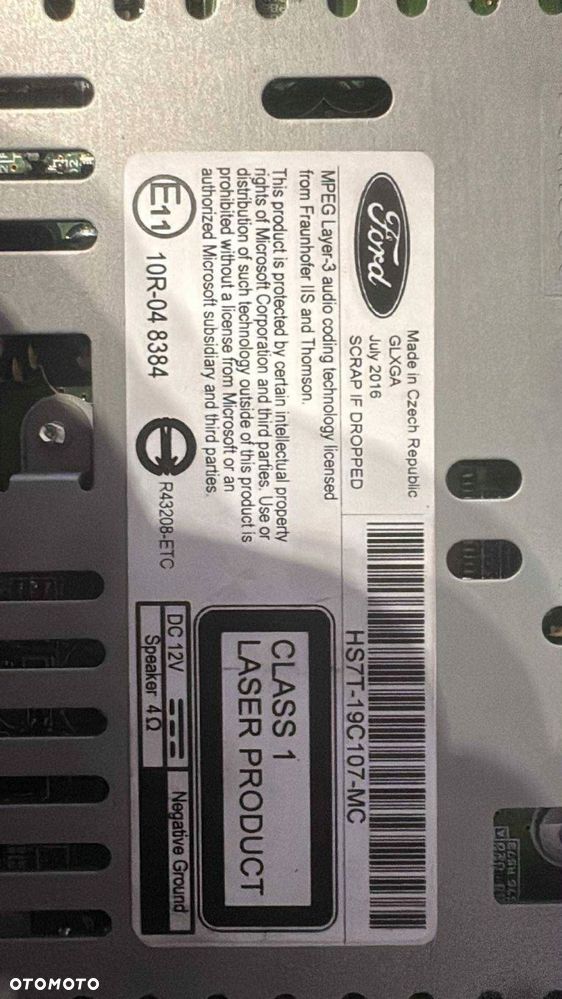 Ford
Made in Czech Republic
GLXGA
July 2016
SCRAP IF DROPPED
HS7T-19C107-MC
MPEG Layer-3 audio coding technology licensed
from Fraunhofer IIS and Thomson.
This product is protected by certain intellectual property
rights of Microsoft Corporation and third parties. Use or
distribution of such technology outside of this product is
prohibited without a license from Microsoft or an
authorized Microsoft subsidiary and third parties.
E11 10R-04 8384
R43208-ETC
CLASS 1
LASER PRODUCT
DC 12V
Negative Ground
Speaker 4Ω
OTOMOTO